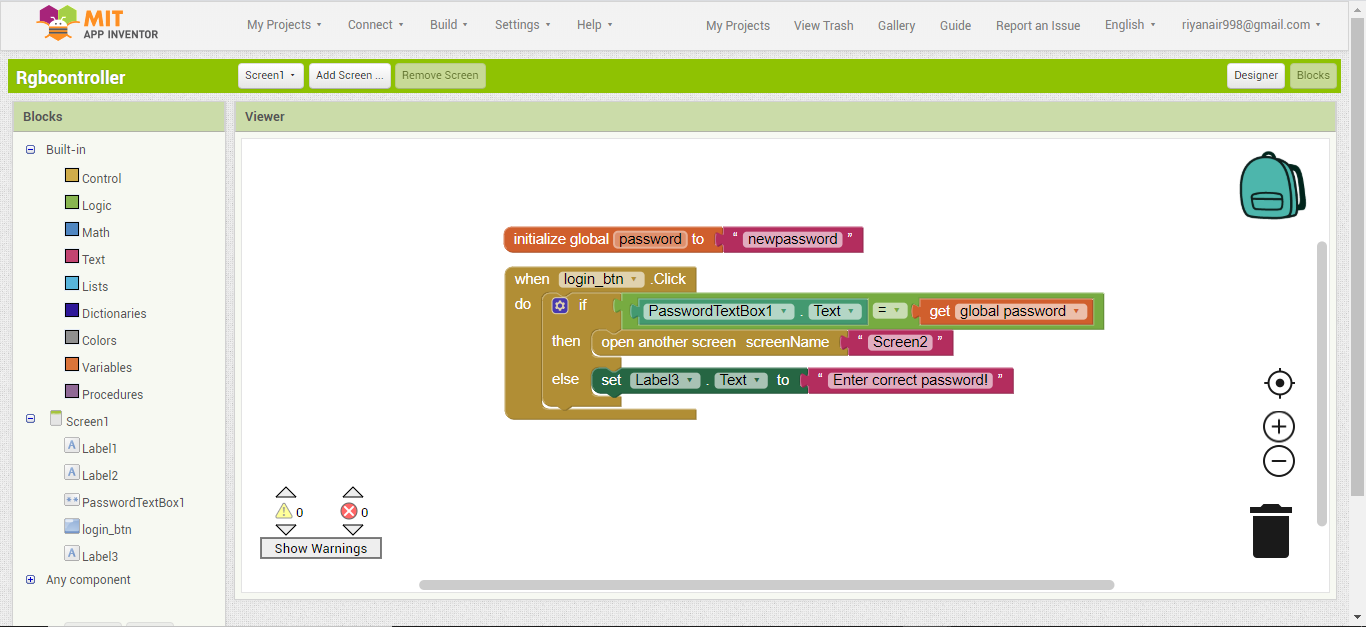 MIT
APP INVENTOR
My Projects Connect Build Settings Help My Projects View Trash Gallery Guide Report an Issue English riyanair998@gmail.com
Rgbcontroller Screen1 Add Screen ... Remove Screen Designer Blocks
Blocks
Viewer
Built-in
Control
Logic
Math
Text
Lists
Dictionaries
Colors
Variables
Procedures
Screen1
A Label1
A Label2
** PasswordTextBox1
login_btn
A Label3
Any component
initialize global password to “ newpassword ”
when login_btn .Click
do if PasswordTextBox1 . Text = get global password
then open another screen screenName “ Screen2 ”
else set Label3 . Text to “ Enter correct password! ”
0 0
Show Warnings